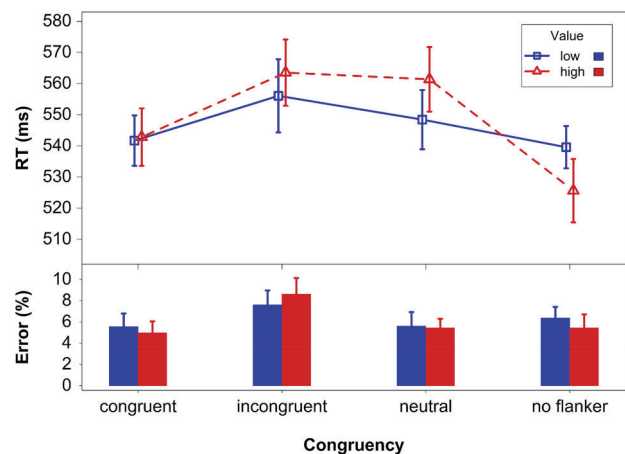 580
570
560
550
540
530
520
510
RT (ms)
Value
low
high
10
8
6
4
2
0
Error (%)
congruent
incongruent
neutral
no flanker
Congruency